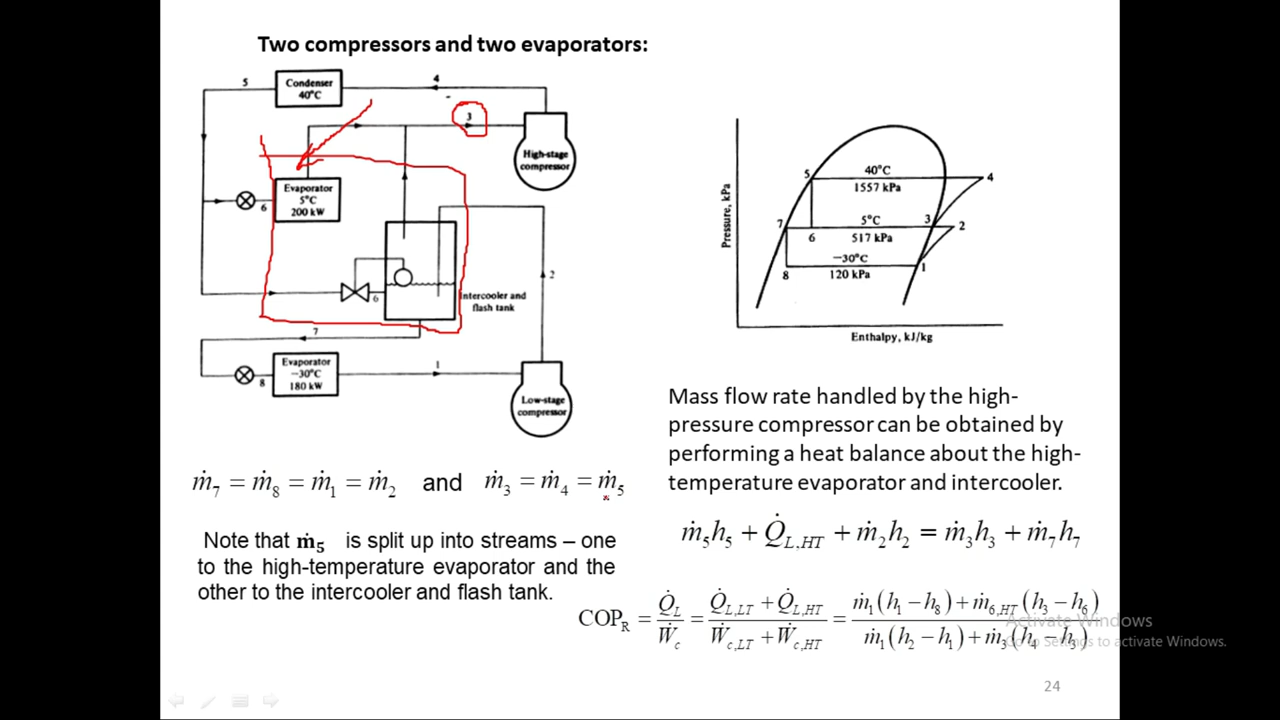 Two compressors and two evaporators:
5
Condenser
40°C
4
3
High-stage
compressor
Evaporator
5°C
200 kW
6
6
2
Intercooler and
flash tank
7
Evaporator
−30°C
180 kW
8
1
Low-stage
compressor
Pressure, kPa
5
40°C
1557 kPa
4
7
6
5°C
517 kPa
3
2
−30°C
120 kPa
8
1
Enthalpy, kJ/kg
Mass flow rate handled by the high-
pressure compressor can be obtained by
performing a heat balance about the high-
temperature evaporator and intercooler.
ṁ₇ = ṁ₈ = ṁ₁ = ṁ₂ and ṁ₃ = ṁ₄ = ṁ₅
ṁ₅h₅ + Q̇L,HT + ṁ₂h₂ = ṁ₃h₃ + ṁ₇h₇
Note that ṁ₅ is split up into streams – one
to the high-temperature evaporator and the
other to the intercooler and flash tank.
COPR = Q̇L / Ẇc = (Q̇L,LT + Q̇L,HT) / (Ẇc,LT + Ẇc,HT) = (ṁ₁(h₁ − h₈) + ṁ6,HT(h₃ − h₆)) / (ṁ₁(h₂ − h₁) + ṁ₃(h₄ − h₃))
Activate Windows
Go to Settings to activate Windows.
24